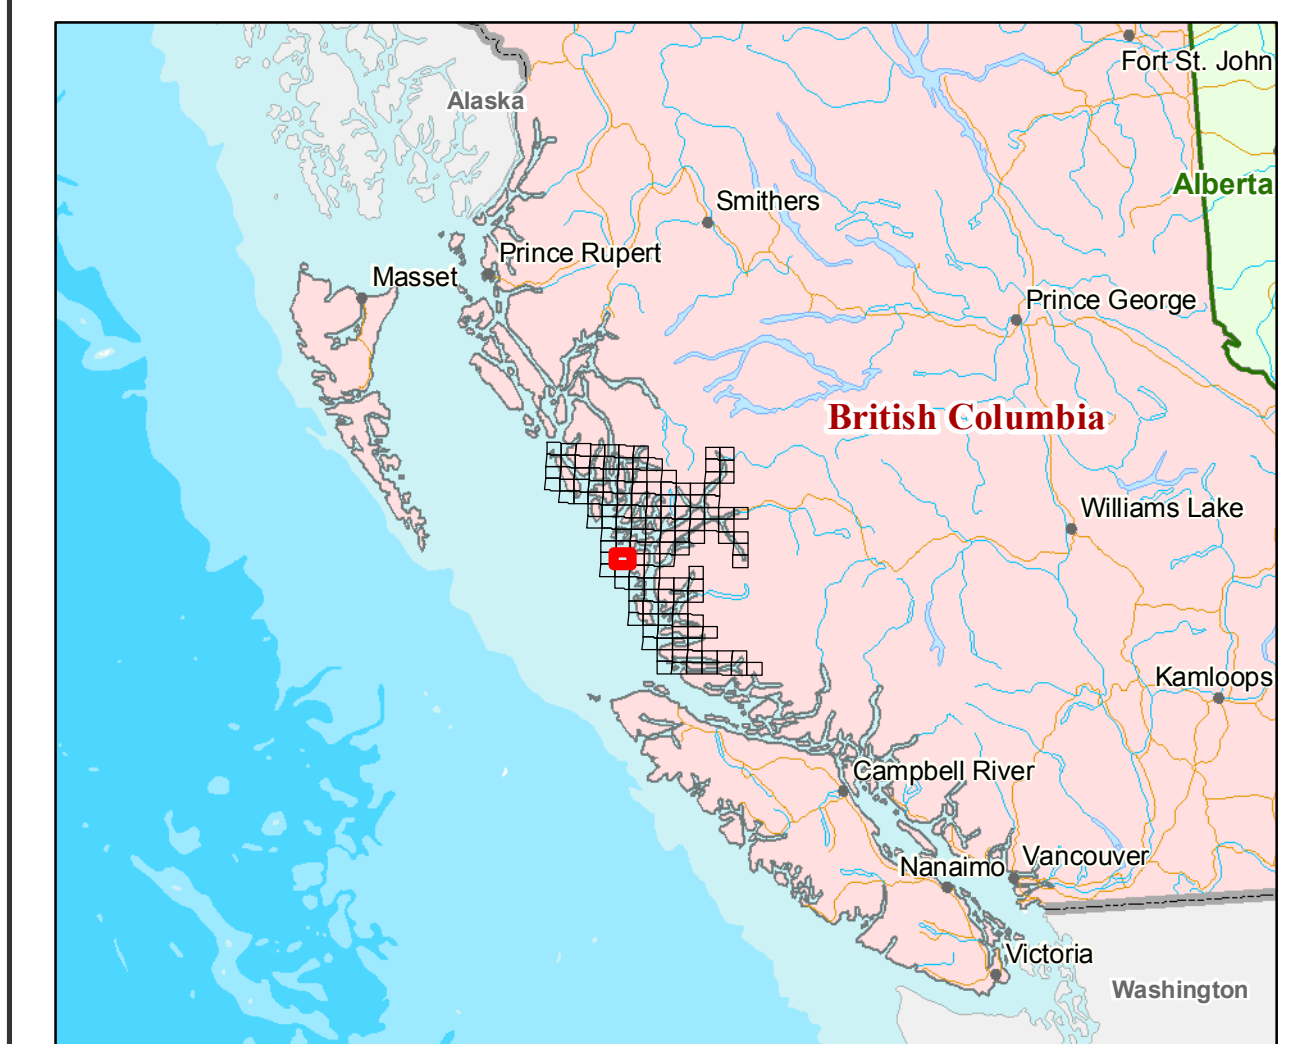 Fort St. John
Alaska
Alberta
Smithers
Prince Rupert
Masset
Prince George
British Columbia
Williams Lake
Kamloops
Campbell River
Vancouver
Nanaimo
Victoria
Washington